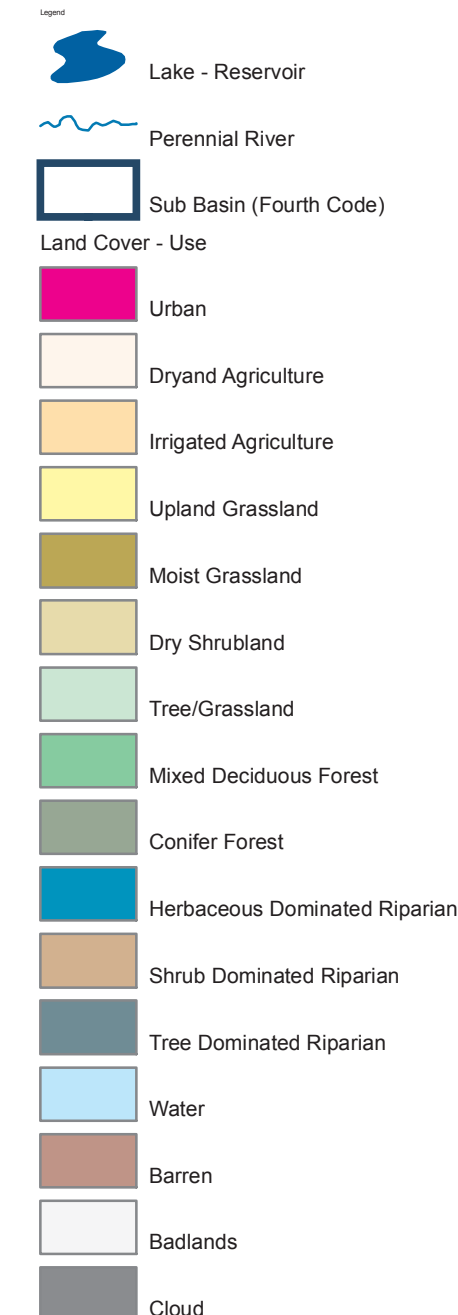 Legend
Lake - Reservoir
Perennial River
Sub Basin (Fourth Code)
Land Cover - Use
Urban
Dryand Agriculture
Irrigated Agriculture
Upland Grassland
Moist Grassland
Dry Shrubland
Tree/Grassland
Mixed Deciduous Forest
Conifer Forest
Herbaceous Dominated Riparian
Shrub Dominated Riparian
Tree Dominated Riparian
Water
Barren
Badlands
Cloud